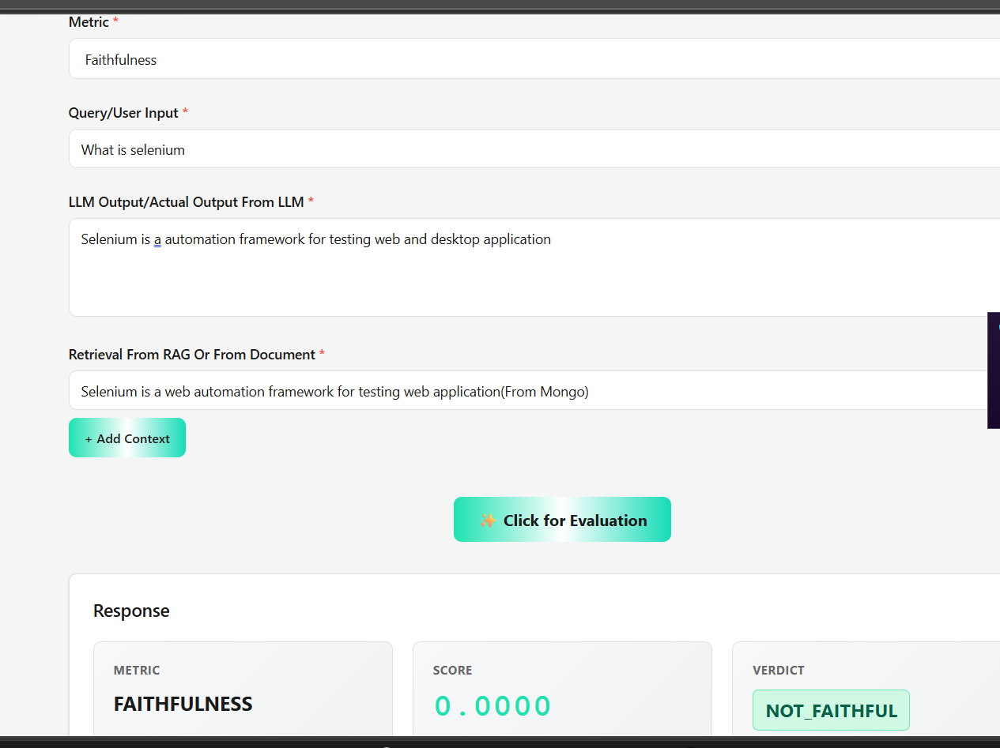 Metric *
Faithfulness
Query/User Input *
What is selenium
LLM Output/Actual Output From LLM *
Selenium is a automation framework for testing web and desktop application
Retrieval From RAG Or From Document *
Selenium is a web automation framework for testing web application(From Mongo)
+ Add Context
✨ Click for Evaluation
Response
METRIC
FAITHFULNESS
SCORE
0.0000
VERDICT
NOT_FAITHFUL